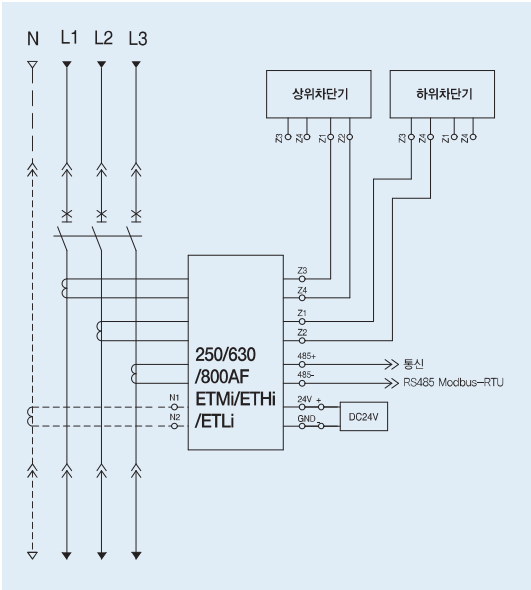 N L1 L2 L3
상위차단기 하위차단기
Z3 Z4 Z1 Z2 Z3 Z4 Z1 Z4
Z3
Z4
Z1
Z2
250/630
/800AF
ETMi/ETHi
/ETLi
485+ 통신
485- RS485 Modbus-RTU
N1 24V + DC24V
N2 GND -